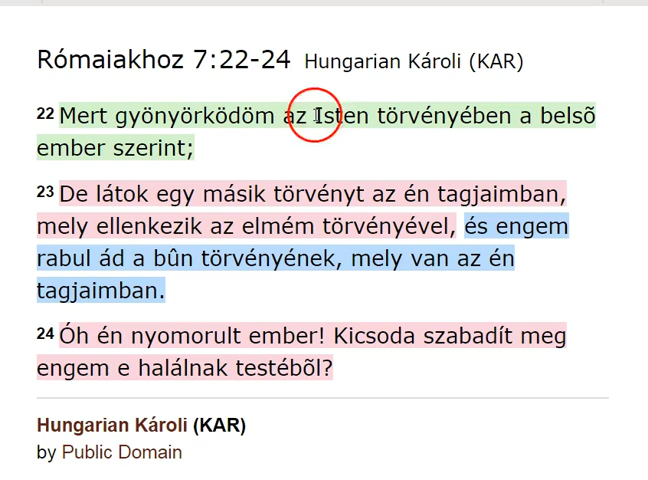 Rómaiakhoz 7:22-24 Hungarian Károli (KAR)
22 Mert gyönyörködöm az Isten törvényében a belsõ
ember szerint;
23 De látok egy másik törvényt az én tagjaimban,
mely ellenkezik az elmém törvényével, és engem
rabul ád a bûn törvényének, mely van az én
tagjaimban.
24 Óh én nyomorult ember! Kicsoda szabadít meg
engem e halálnak testébõl?
Hungarian Károli (KAR)
by Public Domain